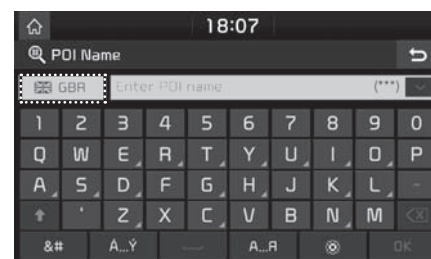 18:07
POI Name
GBR Enter POI name (***)
1 2 3 4 5 6 7 8 9 0
Q W E R T Y U I O P
A S D F G H J K L -
' Z X C V B N M
&# A...Ý A...Я OK